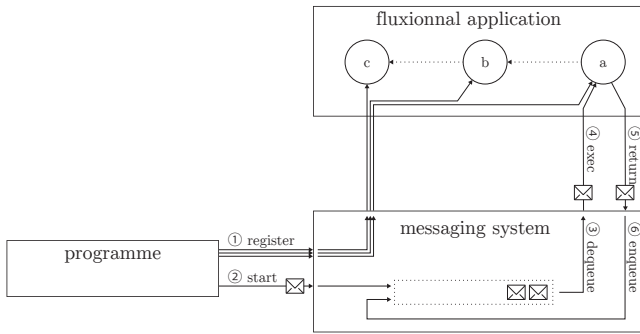 fluxionnal application
c
b
a
④ exec
⑤ return
messaging system
programme
① register
② start
③ dequeue
⑥ enqueue